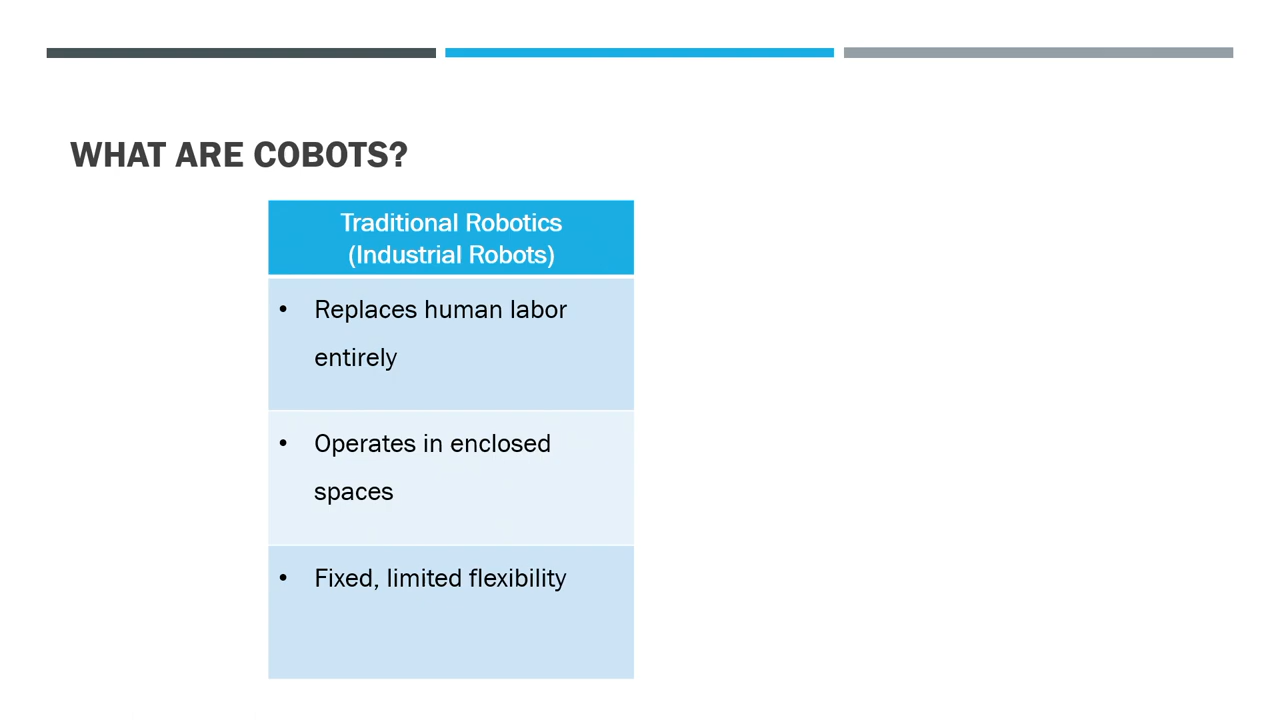 WHAT ARE COBOTS?
Traditional Robotics
(Industrial Robots)
• Replaces human labor
entirely
• Operates in enclosed
spaces
• Fixed, limited flexibility